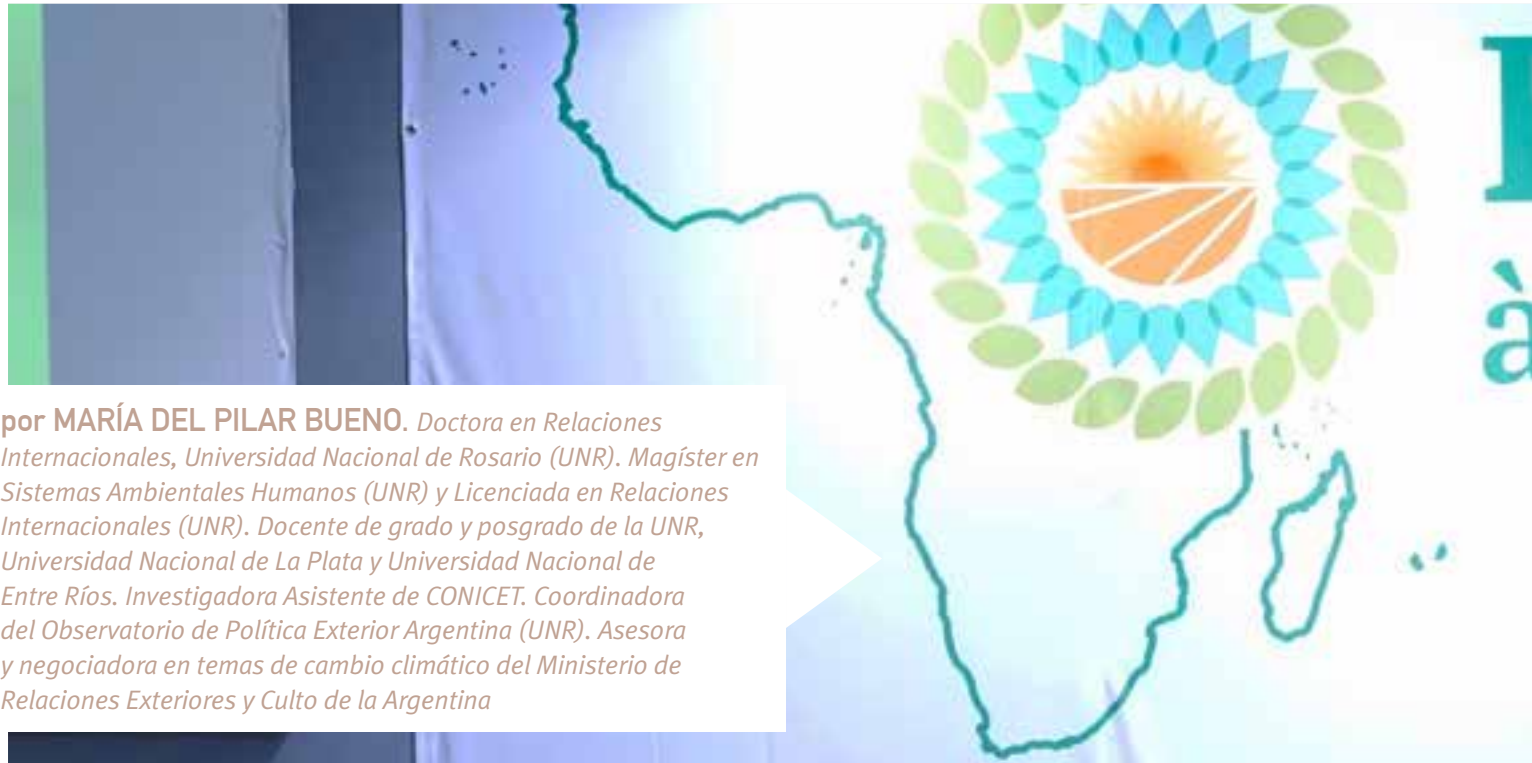 por MARÍA DEL PILAR BUENO. Doctora en Relaciones
Internacionales, Universidad Nacional de Rosario (UNR). Magíster en
Sistemas Ambientales Humanos (UNR) y Licenciada en Relaciones
Internacionales (UNR). Docente de grado y posgrado de la UNR,
Universidad Nacional de La Plata y Universidad Nacional de
Entre Ríos. Investigadora Asistente de CONICET. Coordinadora
del Observatorio de Política Exterior Argentina (UNR). Asesora
y negociadora en temas de cambio climático del Ministerio de
Relaciones Exteriores y Culto de la Argentina
à